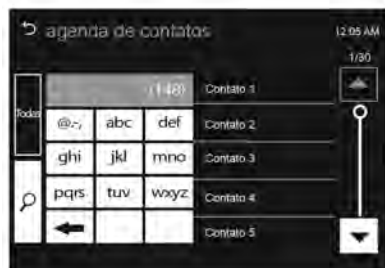 agenda de contatos
12:05 AM
1/30
(148)
Todas
@.-,
abc
def
ghi
jkl
mno
pqrs
tuv
wxyz
Contato 1
Contato 2
Contato 3
Contato 4
Contato 5